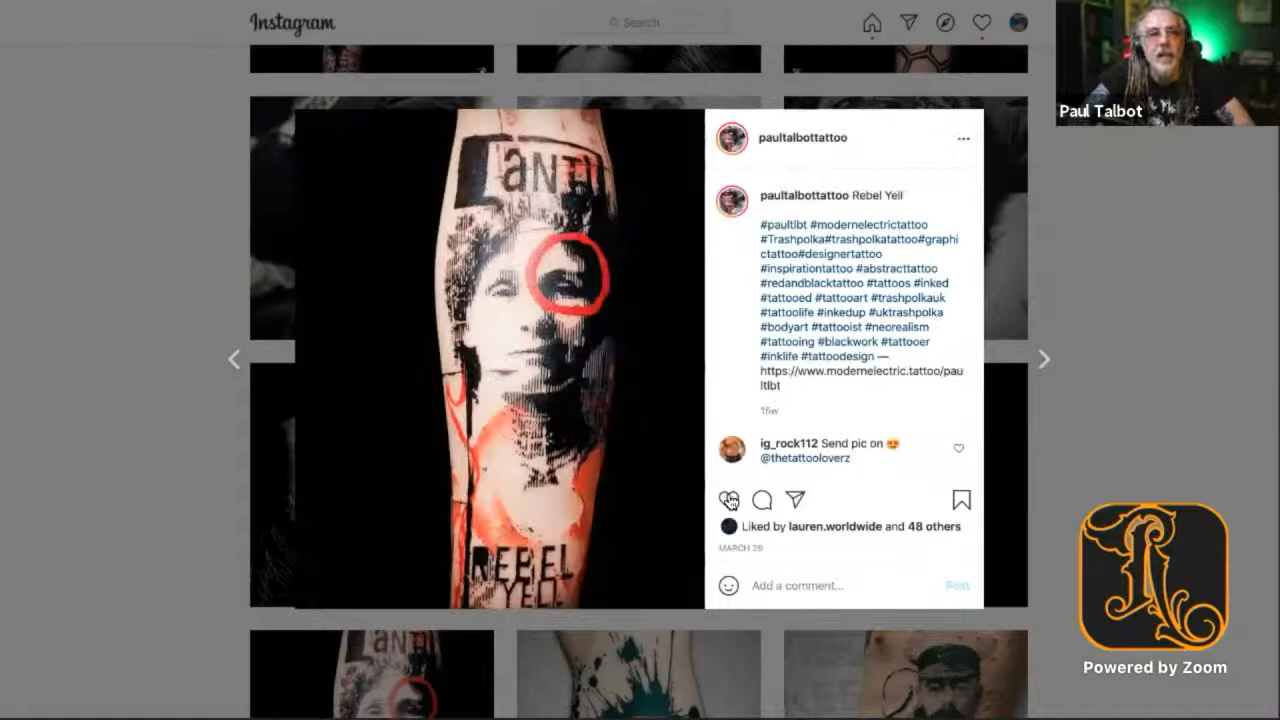 Instagram
Search
Paul Talbot
paultalbottattoo
paultalbottattoo Rebel Yell
#paultlbt #modernelectrictattoo
#Trashpolka#trashpolkatattoo#graphi
ctattoo#designertattoo
#inspirationtattoo #abstracttattoo
#redandblacktattoo #tattoos #inked
#tattooed #tattooart #trashpolkauk
#tattoolife #inkedup #uktrashpolka
#bodyart #tattooist #neorealism
#tattooing #blackwork #tattooer
#inklife #tattoodesign —
https://www.modernelectric.tattoo/pau
ltlbt
15w
ig_rock112 Send pic on 😍
@thetattooloverz
Liked by lauren.worldwide and 48 others
MARCH 29
Add a comment...
Post
ANTI
REBEL
YELL
ANTI
Powered by Zoom